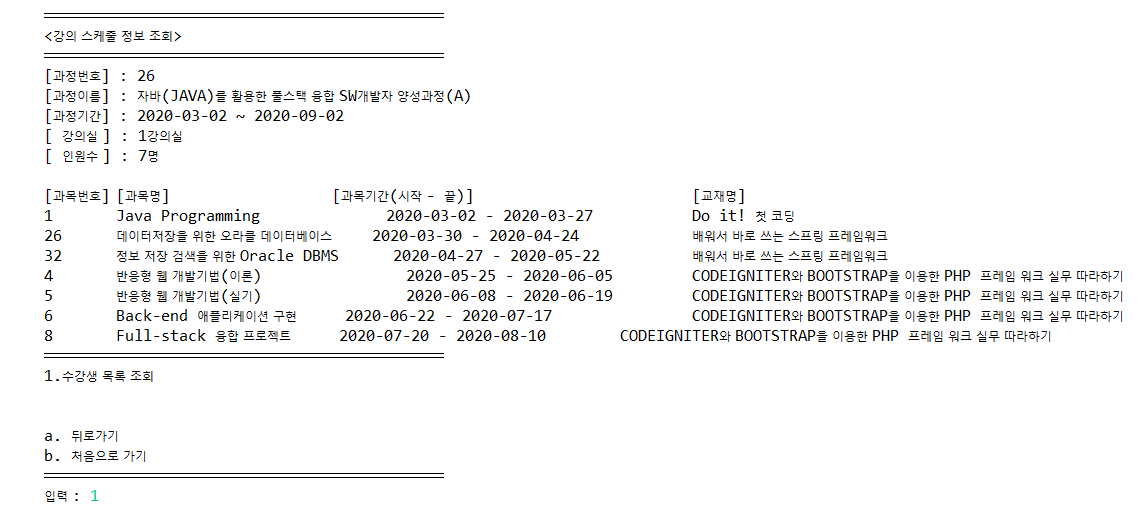 <강의 스케줄 정보 조회>
[과정번호] : 26
[과정이름] : 자바(JAVA)를 활용한 풀스택 융합 SW개발자 양성과정(A)
[과정기간] : 2020-03-02 ~ 2020-09-02
[ 강의실 ] : 1강의실
[ 인원수 ] : 7명
[과목번호] [과목명] [과목기간(시작 - 끝)] [교재명]
1 Java Programming 2020-03-02 - 2020-03-27 Do it! 첫 코딩
26 데이터저장을 위한 오라클 데이터베이스 2020-03-30 - 2020-04-24 배워서 바로 쓰는 스프링 프레임워크
32 정보 저장 검색을 위한 Oracle DBMS 2020-04-27 - 2020-05-22 배워서 바로 쓰는 스프링 프레임워크
4 반응형 웹 개발기법(이론) 2020-05-25 - 2020-06-05 CODEIGNITER와 BOOTSTRAP을 이용한 PHP 프레임 워크 실무 따라하기
5 반응형 웹 개발기법(실기) 2020-06-08 - 2020-06-19 CODEIGNITER와 BOOTSTRAP을 이용한 PHP 프레임 워크 실무 따라하기
6 Back-end 애플리케이션 구현 2020-06-22 - 2020-07-17 CODEIGNITER와 BOOTSTRAP을 이용한 PHP 프레임 워크 실무 따라하기
8 Full-stack 융합 프로젝트 2020-07-20 - 2020-08-10 CODEIGNITER와 BOOTSTRAP을 이용한 PHP 프레임 워크 실무 따라하기
1.수강생 목록 조회
a. 뒤로가기
b. 처음으로 가기
입력 : 1